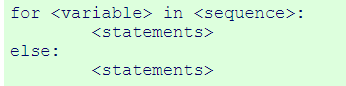 for <variable> in <sequence>:
        <statements>
else:
        <statements>